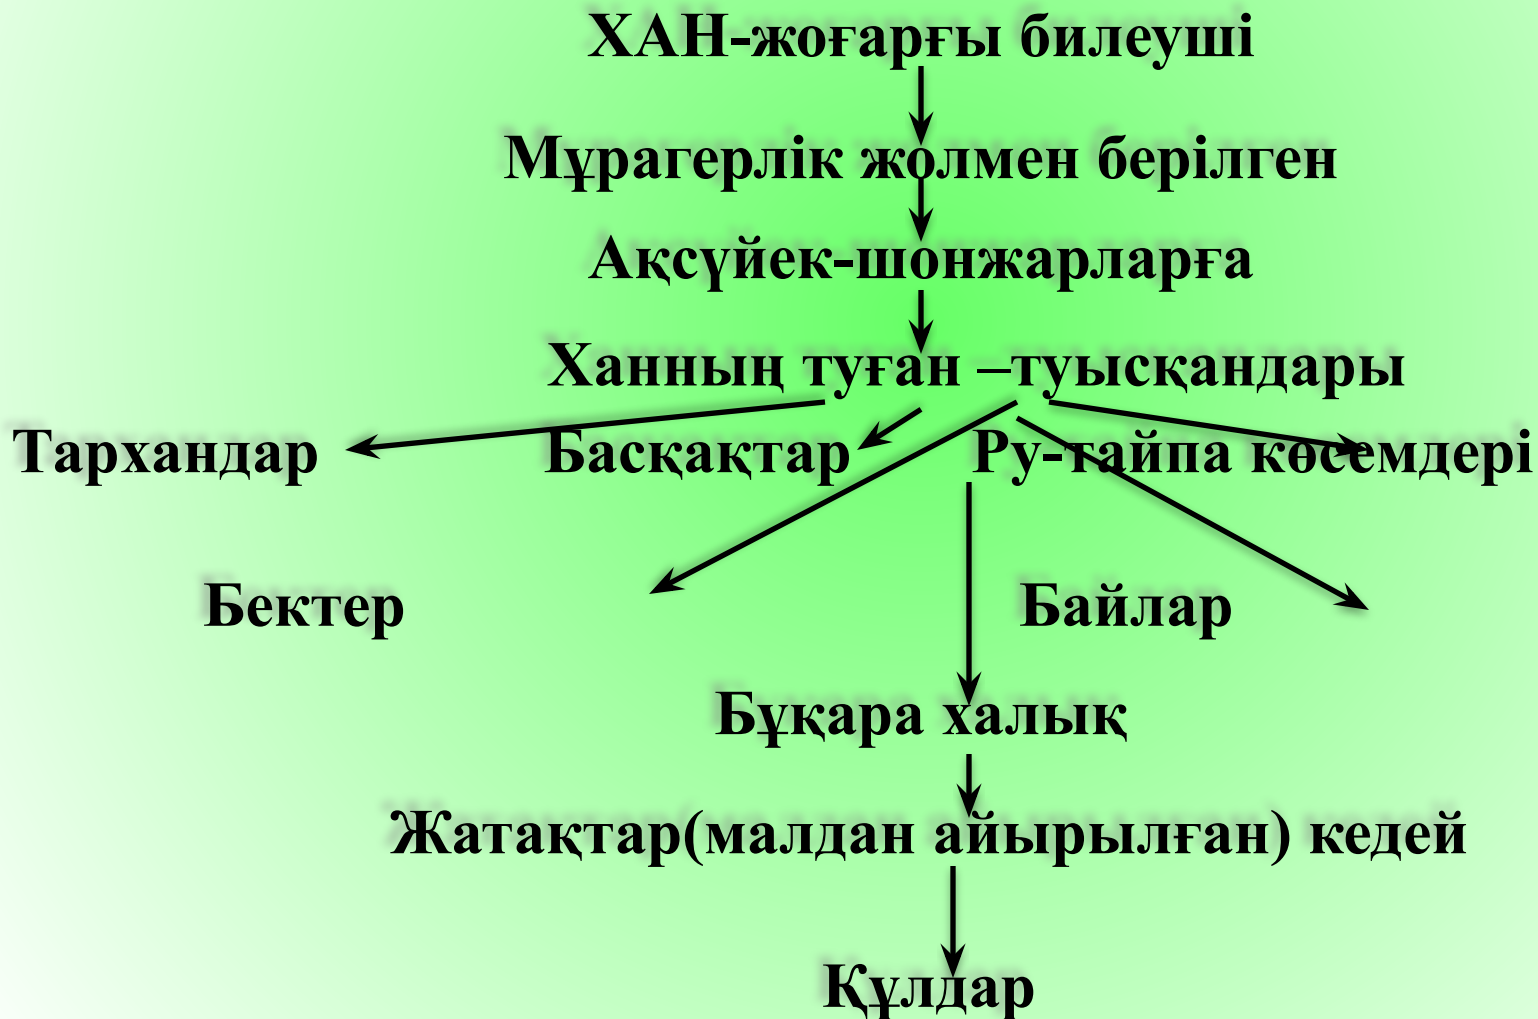 ХАН-жоғарғы билеуші
Мұрагерлік жолмен берілген
Ақсүйек-шонжарларға
Ханның туған –туысқандары
Тархандар Басқақтар Ру-тайпа көсемдері
Бектер Байлар
Бұқара халық
Жатақтар(малдан айырылған) кедей
Құлдар